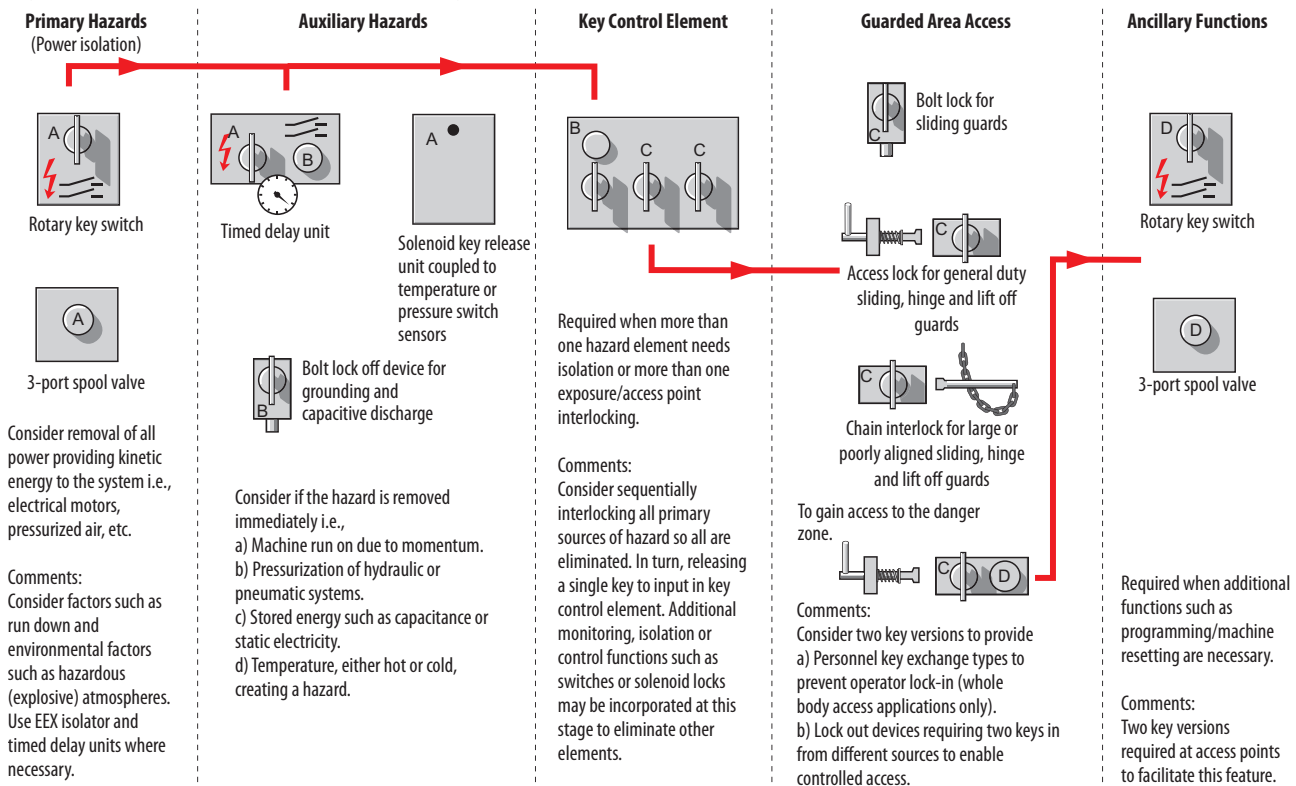 Primary Hazards
(Power isolation)
A
Rotary key switch
A
3-port spool valve
Consider removal of all
power providing kinetic
energy to the system i.e.,
electrical motors,
pressurized air, etc.
Comments:
Consider factors such as
run down and
environmental factors
such as hazardous
(explosive) atmospheres.
Use EEX isolator and
timed delay units where
necessary.
Auxiliary Hazards
A
B
Timed delay unit
A
Solenoid key release
unit coupled to
temperature or
pressure switch
sensors
B
Bolt lock off device for
grounding and
capacitive discharge
Consider if the hazard is removed
immediately i.e.,
a) Machine run on due to momentum.
b) Pressurization of hydraulic or
pneumatic systems.
c) Stored energy such as capacitance or
static electricity.
d) Temperature, either hot or cold,
creating a hazard.
Key Control Element
B
C C
Required when more than
one hazard element needs
isolation or more than one
exposure/access point
interlocking.
Comments:
Consider sequentially
interlocking all primary
sources of hazard so all are
eliminated. In turn, releasing
a single key to input in key
control element. Additional
monitoring, isolation or
control functions such as
switches or solenoid locks
may be incorporated at this
stage to eliminate other
elements.
Guarded Area Access
C
Bolt lock for
sliding guards
C
Access lock for general duty
sliding, hinge and lift off
guards
C
Chain interlock for large or
poorly aligned sliding, hinge
and lift off guards
To gain access to the danger
zone.
C D
Comments:
Consider two key versions to provide
a) Personnel key exchange types to
prevent operator lock-in (whole
body access applications only).
b) Lock out devices requiring two keys in
from different sources to enable
controlled access.
Ancillary Functions
D
Rotary key switch
D
3-port spool valve
Required when additional
functions such as
programming/machine
resetting are necessary.
Comments:
Two key versions
required at access points
to facilitate this feature.